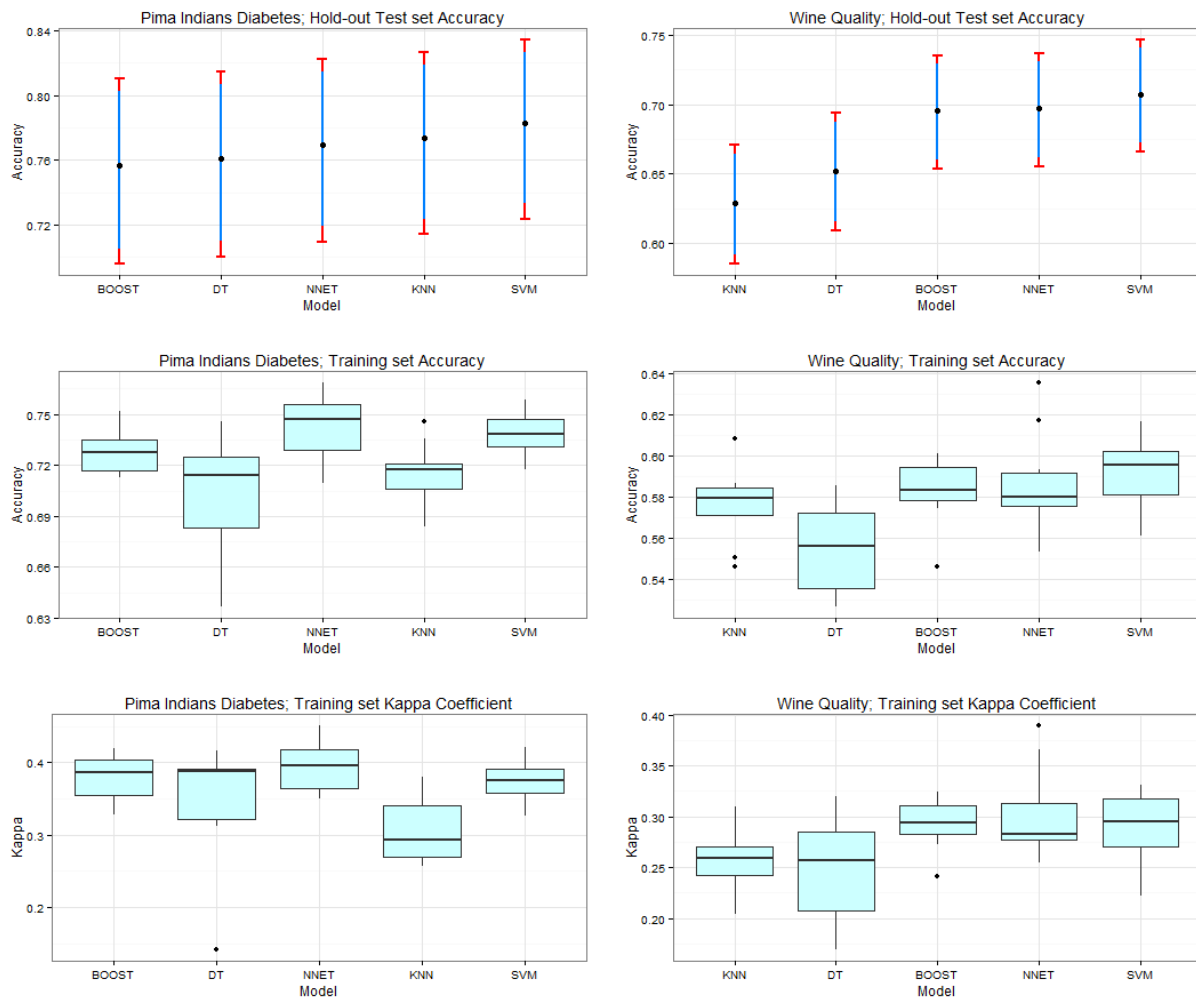 Pima Indians Diabetes; Hold-out Test set Accuracy
0.84
0.80
0.76
0.72
Accuracy
BOOST DT NNET KNN SVM
Model
Wine Quality; Hold-out Test set Accuracy
0.75
0.70
0.65
0.60
Accuracy
KNN DT BOOST NNET SVM
Model
Pima Indians Diabetes; Training set Accuracy
0.75
0.72
0.69
0.66
0.63
Accuracy
BOOST DT NNET KNN SVM
Model
Wine Quality; Training set Accuracy
0.64
0.62
0.60
0.58
0.56
0.54
Accuracy
KNN DT BOOST NNET SVM
Model
Pima Indians Diabetes; Training set Kappa Coefficient
0.4
0.3
0.2
Kappa
BOOST DT NNET KNN SVM
Model
Wine Quality; Training set Kappa Coefficient
0.40
0.35
0.30
0.25
0.20
Kappa
KNN DT BOOST NNET SVM
Model